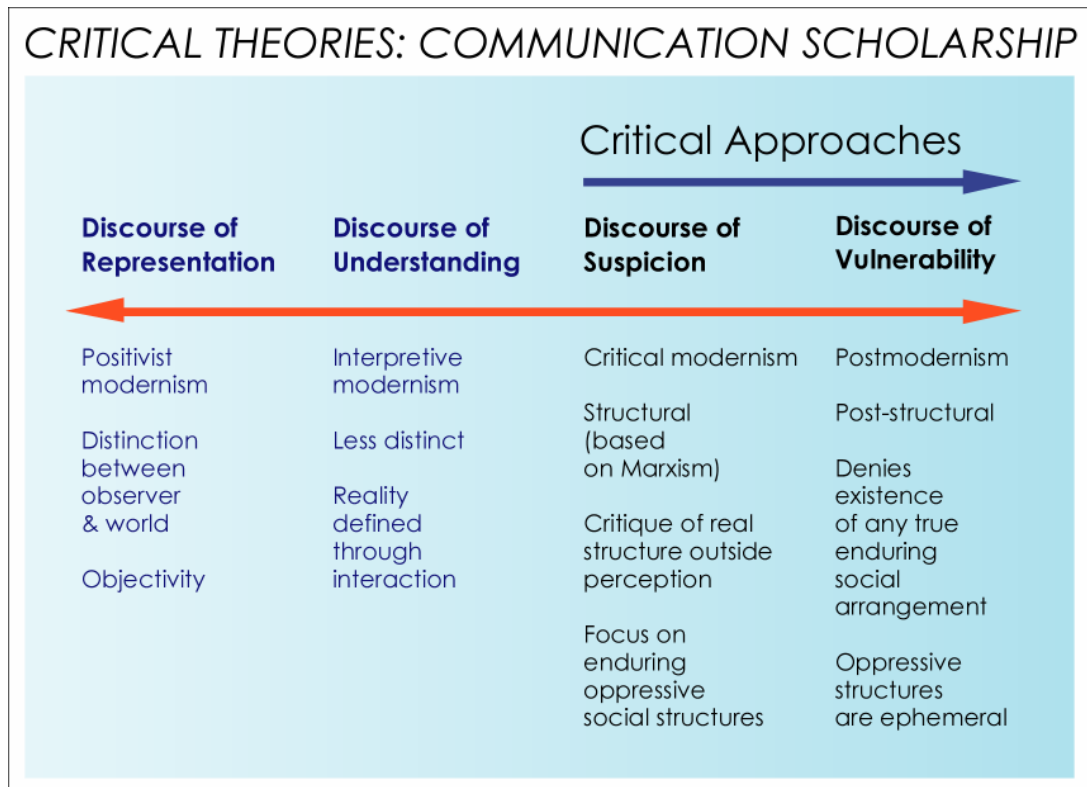 CRITICAL THEORIES: COMMUNICATION SCHOLARSHIP
Critical Approaches
Discourse of
Representation
Positivist
modernism
Distinction
between
observer
& world
Objectivity
Discourse of
Understanding
Interpretive
modernism
Less distinct
Reality
defined
through
interaction
Discourse of
Suspicion
Critical modernism
Structural
(based
on Marxism)
Critique of real
structure outside
perception
Focus on
enduring
oppressive
social structures
Discourse of
Vulnerability
Postmodernism
Post-structural
Denies
existence
of any true
enduring
social
arrangement
Oppressive
structures
are ephemeral